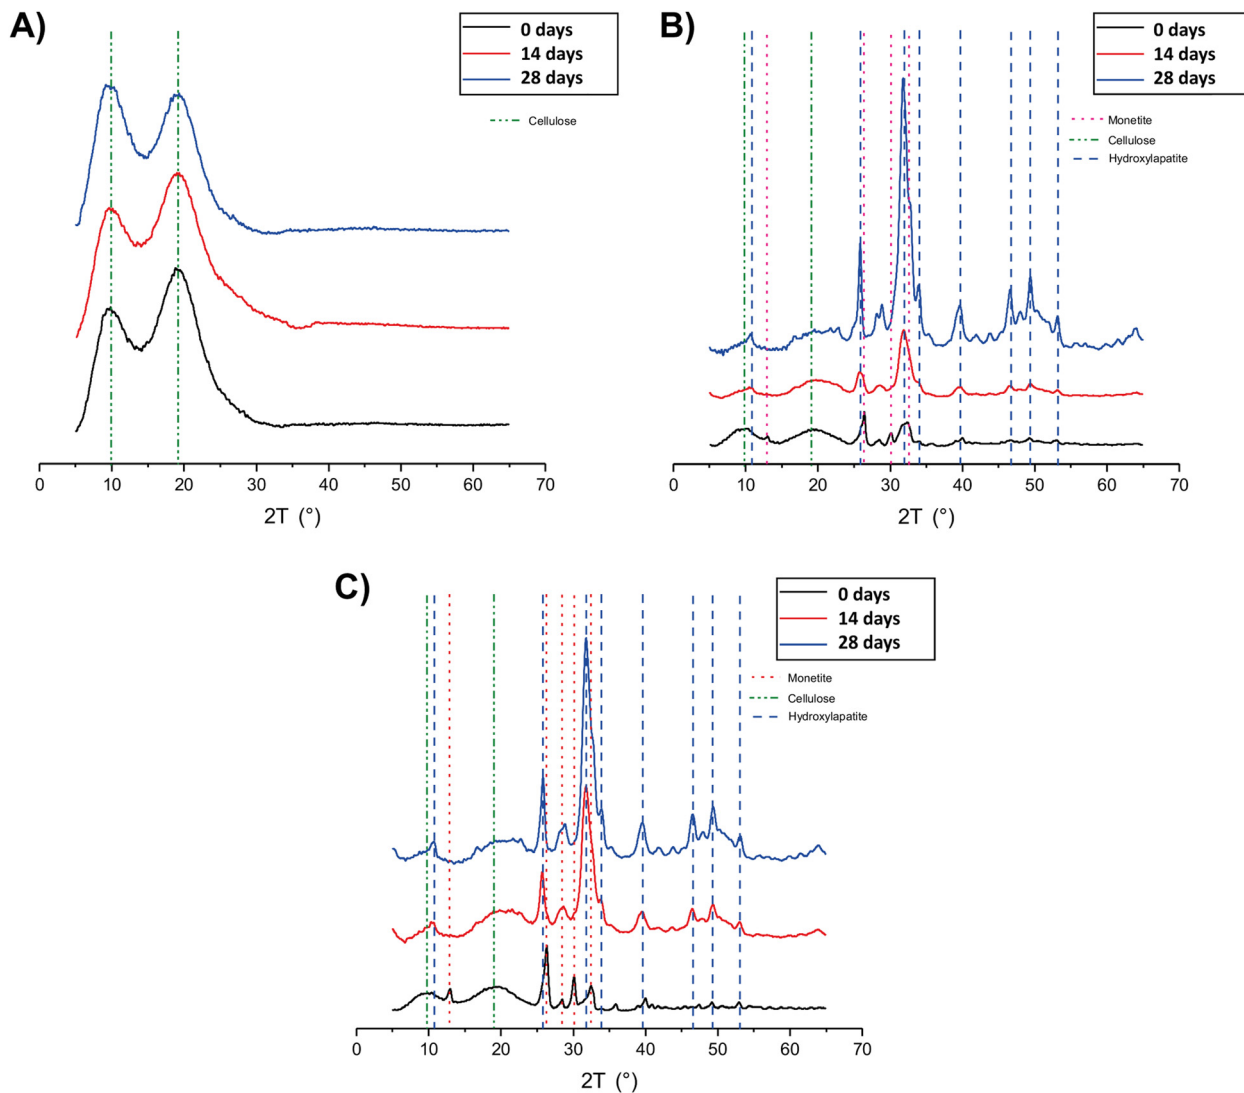 A)
0 days
14 days
28 days
Cellulose
0 10 20 30 40 50 60 70
2T (°)
B)
0 days
14 days
28 days
Monetite
Cellulose
Hydroxylapatite
0 10 20 30 40 50 60 70
2T (°)
C)
0 days
14 days
28 days
Monetite
Cellulose
Hydroxylapatite
0 10 20 30 40 50 60 70
2T (°)